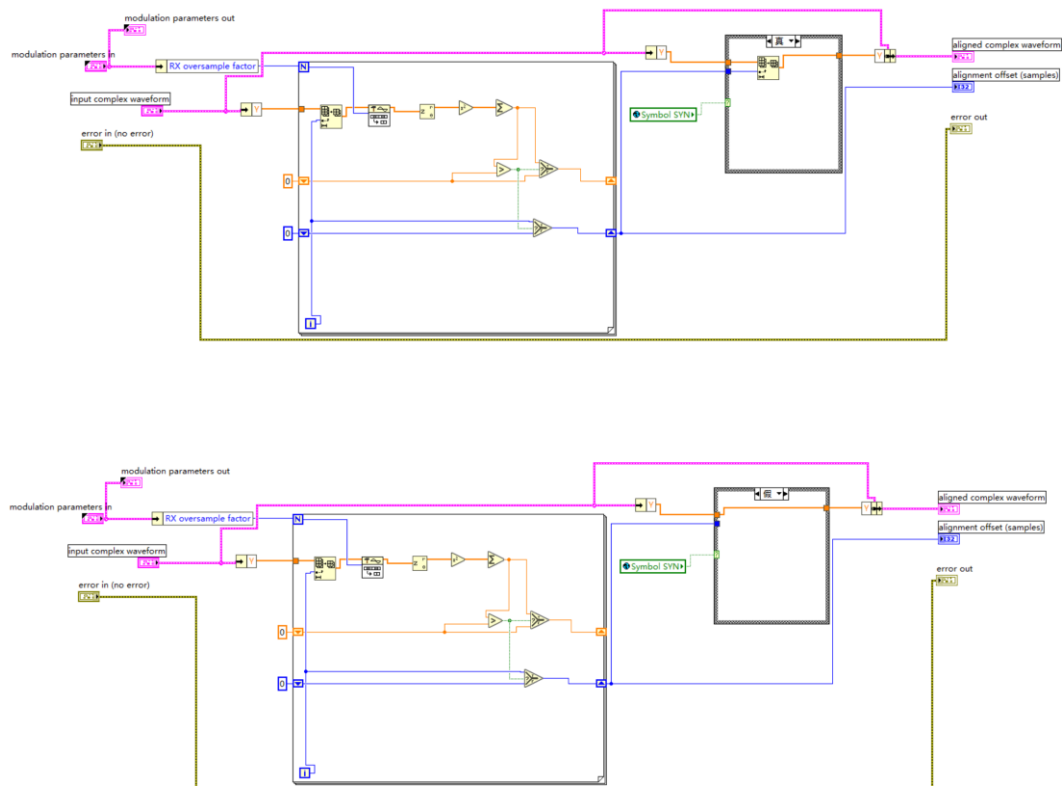 modulation parameters out
modulation parameters in
RX oversample factor
N
input complex waveform
Y
error in (no error)
0
0
i
Y
真
Symbol SYN
Y
aligned complex waveform
alignment offset (samples)
I32
error out
modulation parameters out
modulation parameters in
RX oversample factor
N
input complex waveform
Y
error in (no error)
0
0
i
Y
假
Symbol SYN
Y
aligned complex waveform
alignment offset (samples)
I32
error out